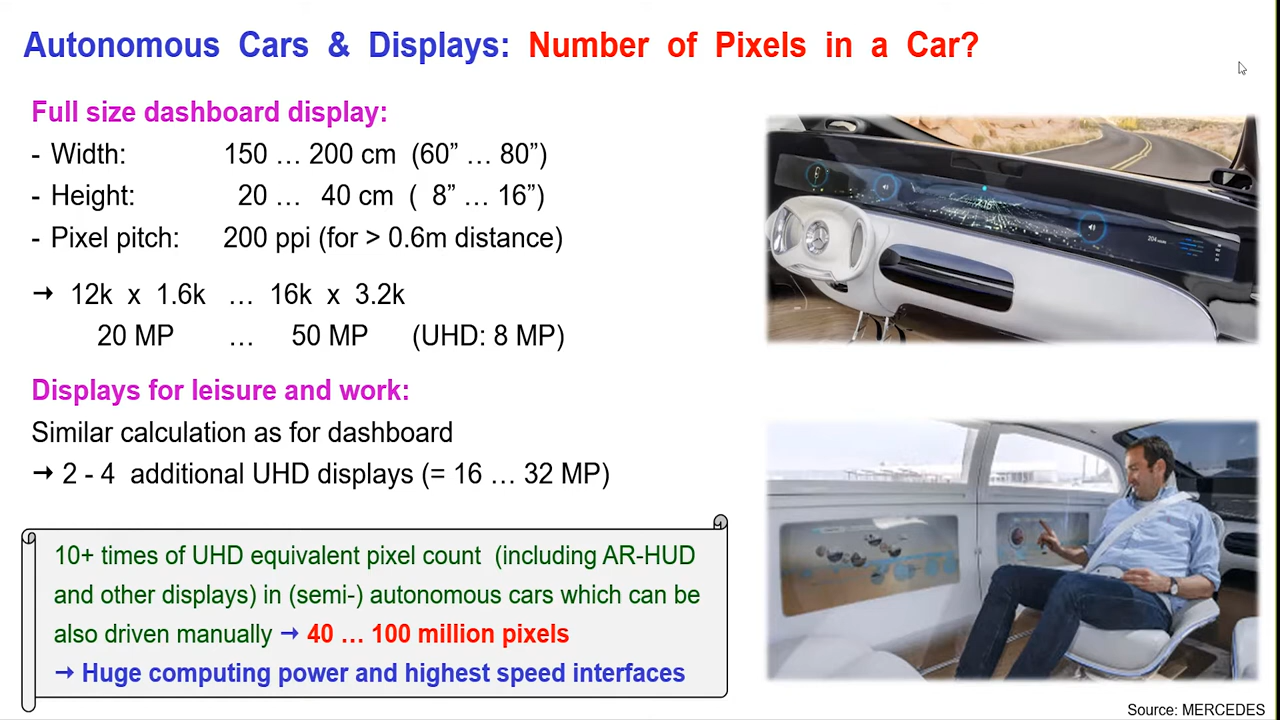 Autonomous Cars & Displays: Number of Pixels in a Car?
Full size dashboard display:
- Width: 150 … 200 cm (60” … 80”)
- Height: 20 … 40 cm ( 8” … 16”)
- Pixel pitch: 200 ppi (for > 0.6m distance)
→ 12k x 1.6k … 16k x 3.2k
20 MP … 50 MP (UHD: 8 MP)
Displays for leisure and work:
Similar calculation as for dashboard
→ 2 - 4 additional UHD displays (= 16 … 32 MP)
10+ times of UHD equivalent pixel count (including AR-HUD
and other displays) in (semi-) autonomous cars which can be
also driven manually → 40 … 100 million pixels
→ Huge computing power and highest speed interfaces
Source: MERCEDES